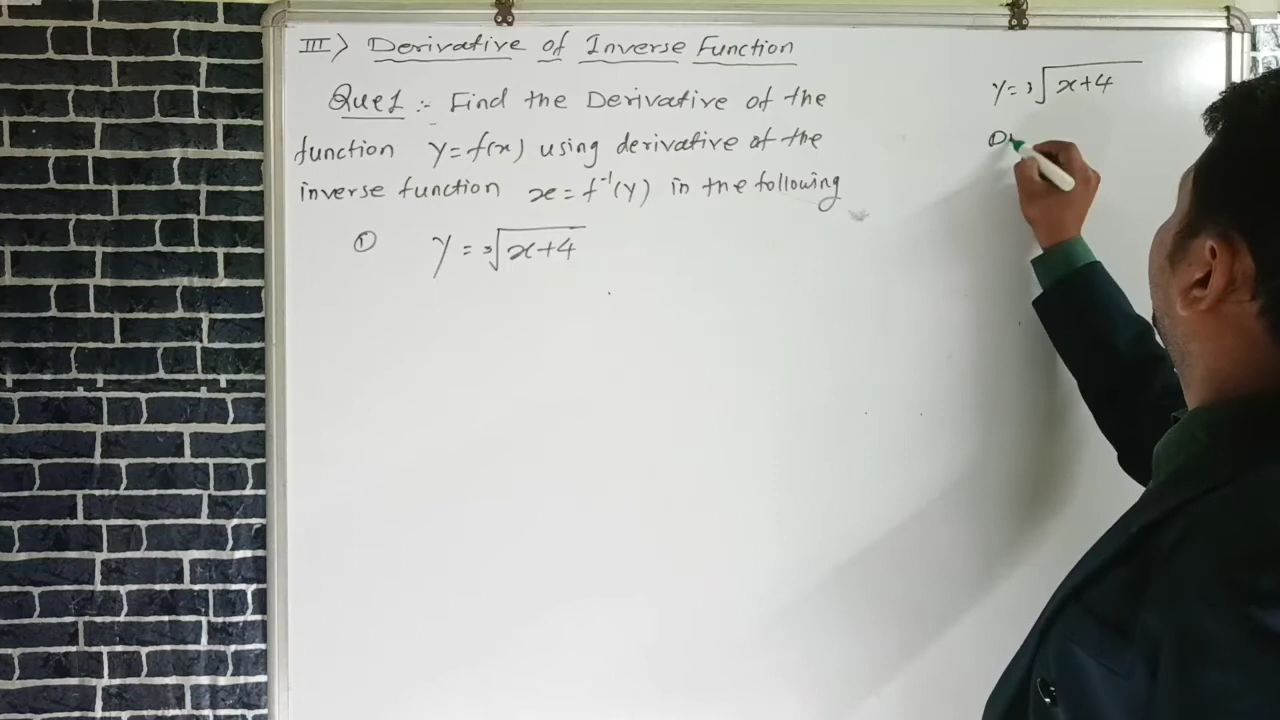 III) Derivative of Inverse Function
Que1 :- Find the Derivative of the
function y=f(x) using derivative of the
inverse function x=f⁻¹(y) in the following
① y = ³√x+4
y = ³√x+4